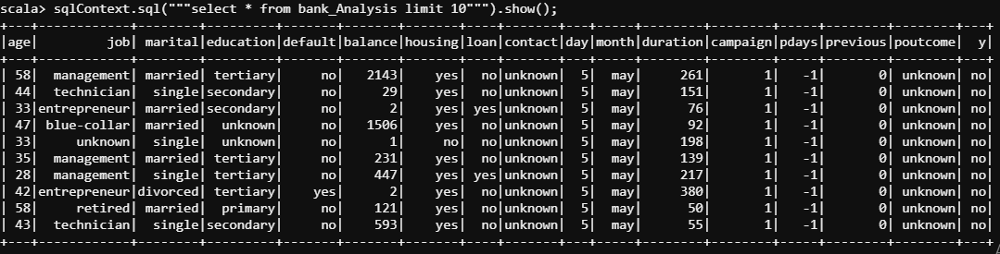 scala> sqlContext.sql("""select * from bank_Analysis limit 10""").show();
+---+------------+--------+---------+-------+-------+-------+----+-------+---+-----+--------+--------+-----+--------+--------+---+
|age|         job| marital|education|default|balance|housing|loan|contact|day|month|duration|campaign|pdays|previous|poutcome|  y|
+---+------------+--------+---------+-------+-------+-------+----+-------+---+-----+--------+--------+-----+--------+--------+---+
| 58|  management| married| tertiary|     no|   2143|    yes|  no|unknown|  5|  may|     261|       1|   -1|       0| unknown| no|
| 44|  technician|  single|secondary|     no|     29|    yes|  no|unknown|  5|  may|     151|       1|   -1|       0| unknown| no|
| 33|entrepreneur| married|secondary|     no|      2|    yes| yes|unknown|  5|  may|      76|       1|   -1|       0| unknown| no|
| 47| blue-collar| married|  unknown|     no|   1506|    yes|  no|unknown|  5|  may|      92|       1|   -1|       0| unknown| no|
| 33|     unknown|  single|  unknown|     no|      1|     no|  no|unknown|  5|  may|     198|       1|   -1|       0| unknown| no|
| 35|  management| married| tertiary|     no|    231|    yes|  no|unknown|  5|  may|     139|       1|   -1|       0| unknown| no|
| 28|  management|  single| tertiary|     no|    447|    yes| yes|unknown|  5|  may|     217|       1|   -1|       0| unknown| no|
| 42|entrepreneur|divorced| tertiary|    yes|      2|    yes|  no|unknown|  5|  may|     380|       1|   -1|       0| unknown| no|
| 58|     retired| married|  primary|     no|    121|    yes|  no|unknown|  5|  may|      50|       1|   -1|       0| unknown| no|
| 43|  technician|  single|secondary|     no|    593|    yes|  no|unknown|  5|  may|      55|       1|   -1|       0| unknown| no|
+---+------------+--------+---------+-------+-------+-------+----+-------+---+-----+--------+--------+-----+--------+--------+---+